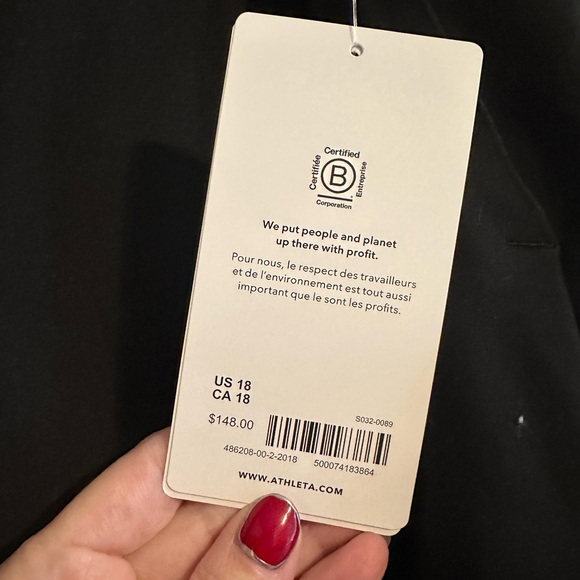 Certified
Certifiée
B
Entreprise
Corporation
We put people and planet
up there with profit.
Pour nous, le respect des travailleurs
et de l'environnement est tout aussi
important que le sont les profits.
US 18
CA 18
S032-0089
$148.00
486208-00-2-2018 500074183864
WWW.ATHLETA.COM